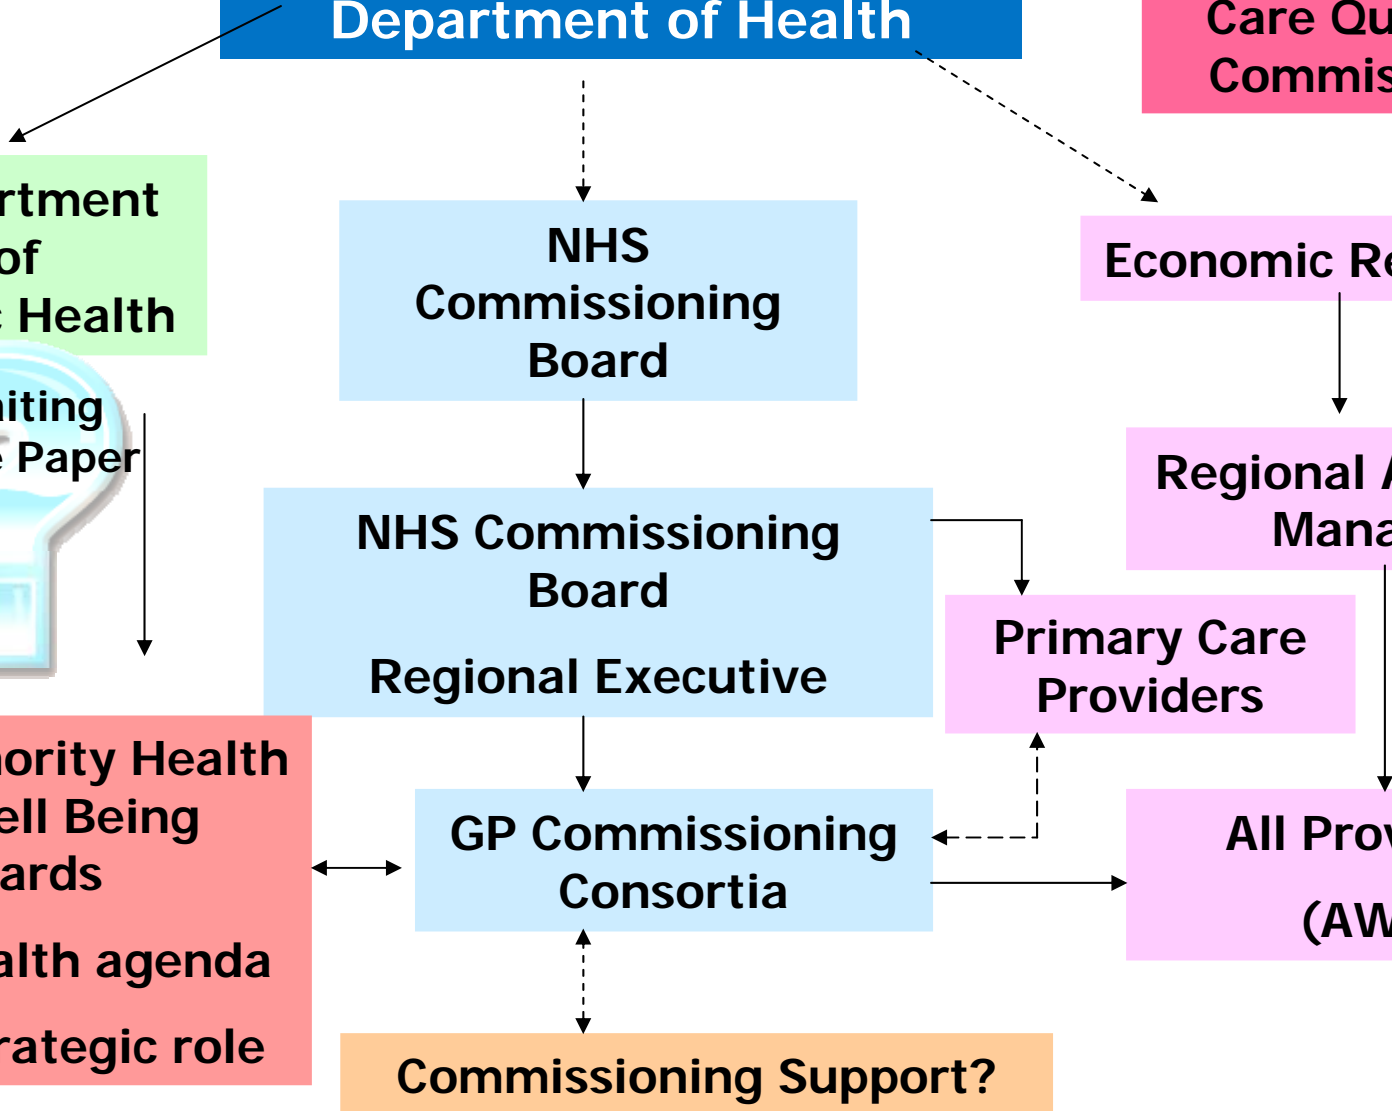 Department of Health
Care Qu
Commis
rtment
of
c Health
NHS
Commissioning
Board
Economic Re
iting
e Paper
NHS Commissioning
Board
Regional Executive
Regional A
Mana
Primary Care
Providers
ority Health
ell Being
ards
alth agenda
rategic role
GP Commissioning
Consortia
All Prov
(AW
Commissioning Support?